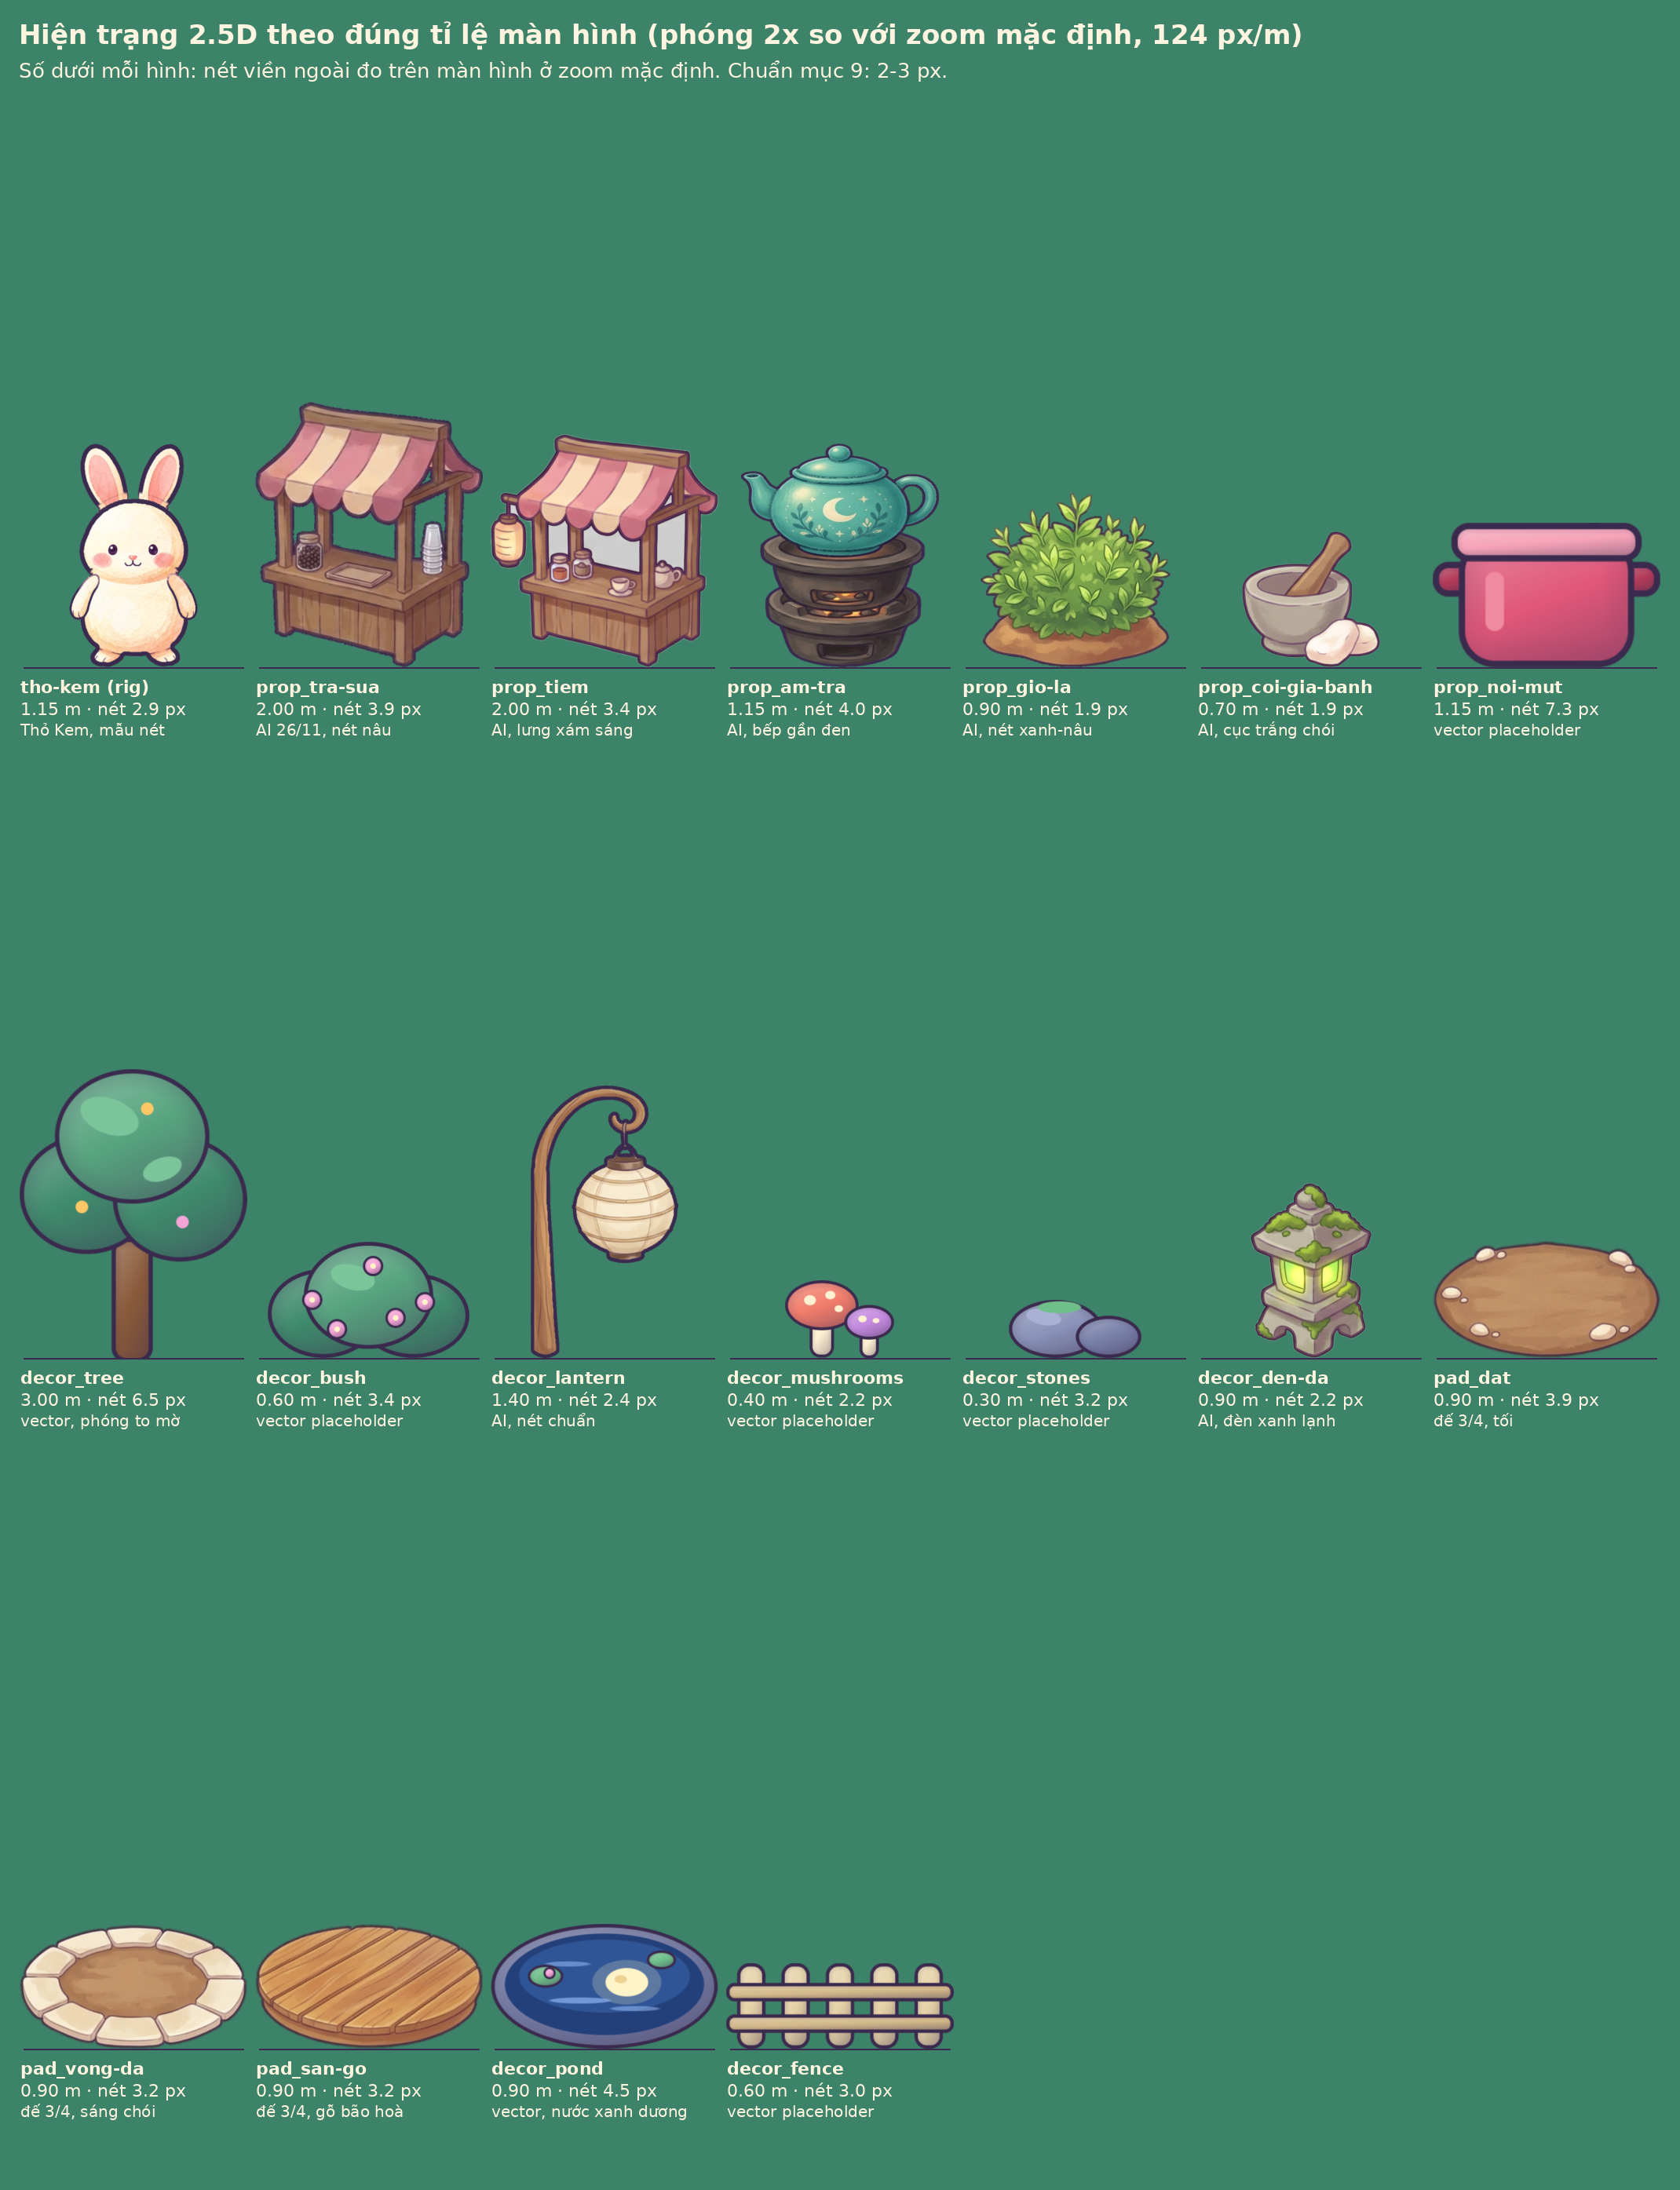 Hiện trạng 2.5D theo đúng tỉ lệ màn hình (phóng 2x so với zoom mặc định, 124 px/m)
Số dưới mỗi hình: nét viền ngoài đo trên màn hình ở zoom mặc định. Chuẩn mục 9: 2-3 px.
tho-kem (rig)
1.15 m · nét 2.9 px
Thỏ Kem, mẫu nét
prop_tra-sua
2.00 m · nét 3.9 px
AI 26/11, nét nâu
prop_tiem
2.00 m · nét 3.4 px
AI, lưng xám sáng
prop_am-tra
1.15 m · nét 4.0 px
AI, bếp gần đen
prop_gio-la
0.90 m · nét 1.9 px
AI, nét xanh-nâu
prop_coi-gia-banh
0.70 m · nét 1.9 px
AI, cục trắng chói
prop_noi-mut
1.15 m · nét 7.3 px
vector placeholder
decor_tree
3.00 m · nét 6.5 px
vector, phóng to mờ
decor_bush
0.60 m · nét 3.4 px
vector placeholder
decor_lantern
1.40 m · nét 2.4 px
AI, nét chuẩn
decor_mushrooms
0.40 m · nét 2.2 px
vector placeholder
decor_stones
0.30 m · nét 3.2 px
vector placeholder
decor_den-da
0.90 m · nét 2.2 px
AI, đèn xanh lạnh
pad_dat
0.90 m · nét 3.9 px
đế 3/4, tối
pad_vong-da
0.90 m · nét 3.2 px
đế 3/4, sáng chói
pad_san-go
0.90 m · nét 3.2 px
đế 3/4, gỗ bão hoà
decor_pond
0.90 m · nét 4.5 px
vector, nước xanh dương
decor_fence
0.60 m · nét 3.0 px
vector placeholder